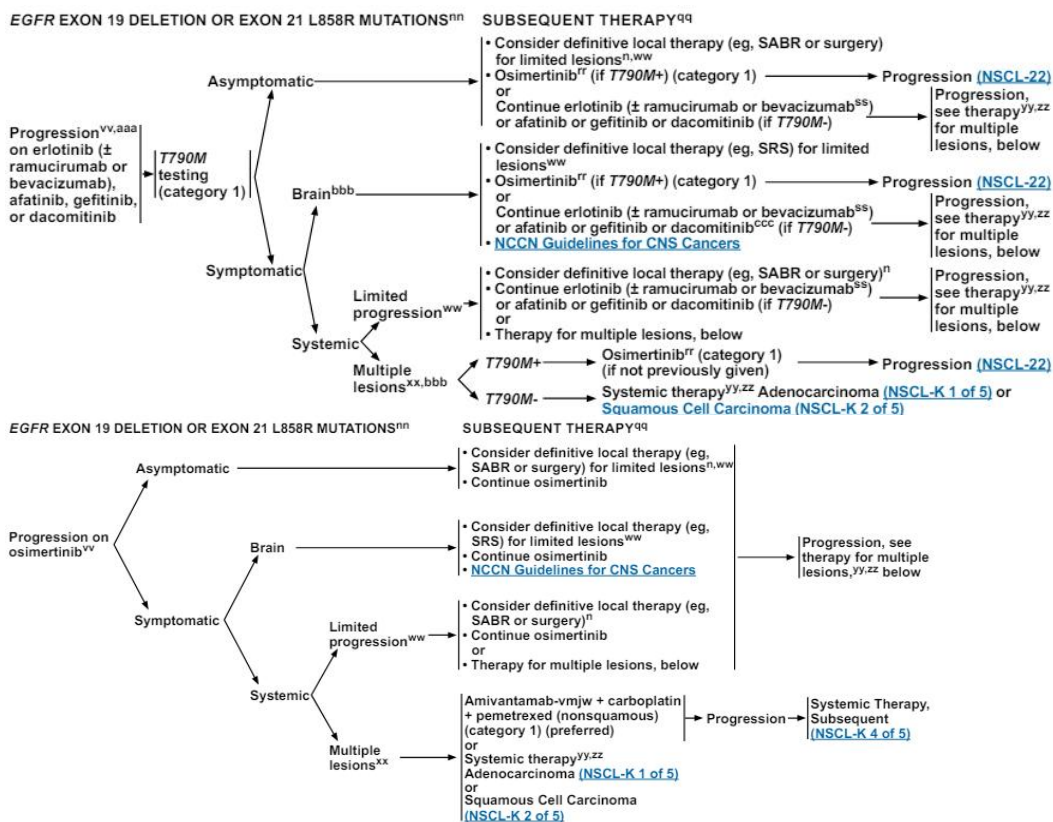 EGFR EXON 19 DELETION OR EXON 21 L858R MUTATIONSnn
SUBSEQUENT THERAPYqq
Progressionvv,aaa
on erlotinib (±
ramucirumab or
bevacizumab),
afatinib, gefitinib,
or dacomitinib
T790M
testing
(category 1)
Asymptomatic
• Consider definitive local therapy (eg, SABR or surgery)
for limited lesionsn,ww
• Osimertinibrr (if T790M+) (category 1)
or
Continue erlotinib (± ramucirumab or bevacizumabss)
or afatinib or gefitinib or dacomitinib (if T790M-)
Progression (NSCL-22)
Progression,
see therapyyy,zz
for multiple
lesions, below
Symptomatic
Brainbbb
• Consider definitive local therapy (eg, SRS) for limited
lesionsww
• Osimertinibrr (if T790M+) (category 1)
or
Continue erlotinib (± ramucirumab or bevacizumabss)
or afatinib or gefitinib or dacomitinibccc (if T790M-)
• NCCN Guidelines for CNS Cancers
Progression (NSCL-22)
Progression,
see therapyyy,zz
for multiple
lesions, below
Systemic
Limited
progressionww
• Consider definitive local therapy (eg, SABR or surgery)n
• Continue erlotinib (± ramucirumab or bevacizumabss)
or afatinib or gefitinib or dacomitinib (if T790M-)
or
• Therapy for multiple lesions, below
Progression,
see therapyyy,zz
for multiple
lesions, below
Multiple
lesionsxx,bbb
T790M+
Osimertinibrr (category 1)
(if not previously given)
Progression (NSCL-22)
T790M-
Systemic therapyyy,zz Adenocarcinoma (NSCL-K 1 of 5) or
Squamous Cell Carcinoma (NSCL-K 2 of 5)
EGFR EXON 19 DELETION OR EXON 21 L858R MUTATIONSnn
SUBSEQUENT THERAPYqq
Progression on
osimertinibvv
Asymptomatic
• Consider definitive local therapy (eg,
SABR or surgery) for limited lesionsn,ww
• Continue osimertinib
Symptomatic
Brain
• Consider definitive local therapy (eg,
SRS) for limited lesionsww
• Continue osimertinib
• NCCN Guidelines for CNS Cancers
Progression, see
therapy for multiple
lesions,yy,zz below
Systemic
Limited
progressionww
• Consider definitive local therapy (eg,
SABR or surgery)n
• Continue osimertinib
or
• Therapy for multiple lesions, below
Multiple
lesionsxx
Amivantamab-vmjw + carboplatin
+ pemetrexed (nonsquamous)
(category 1) (preferred)
or
Systemic therapyyy,zz
Adenocarcinoma (NSCL-K 1 of 5)
or
Squamous Cell Carcinoma
(NSCL-K 2 of 5)
Progression
Systemic Therapy,
Subsequent
(NSCL-K 4 of 5)